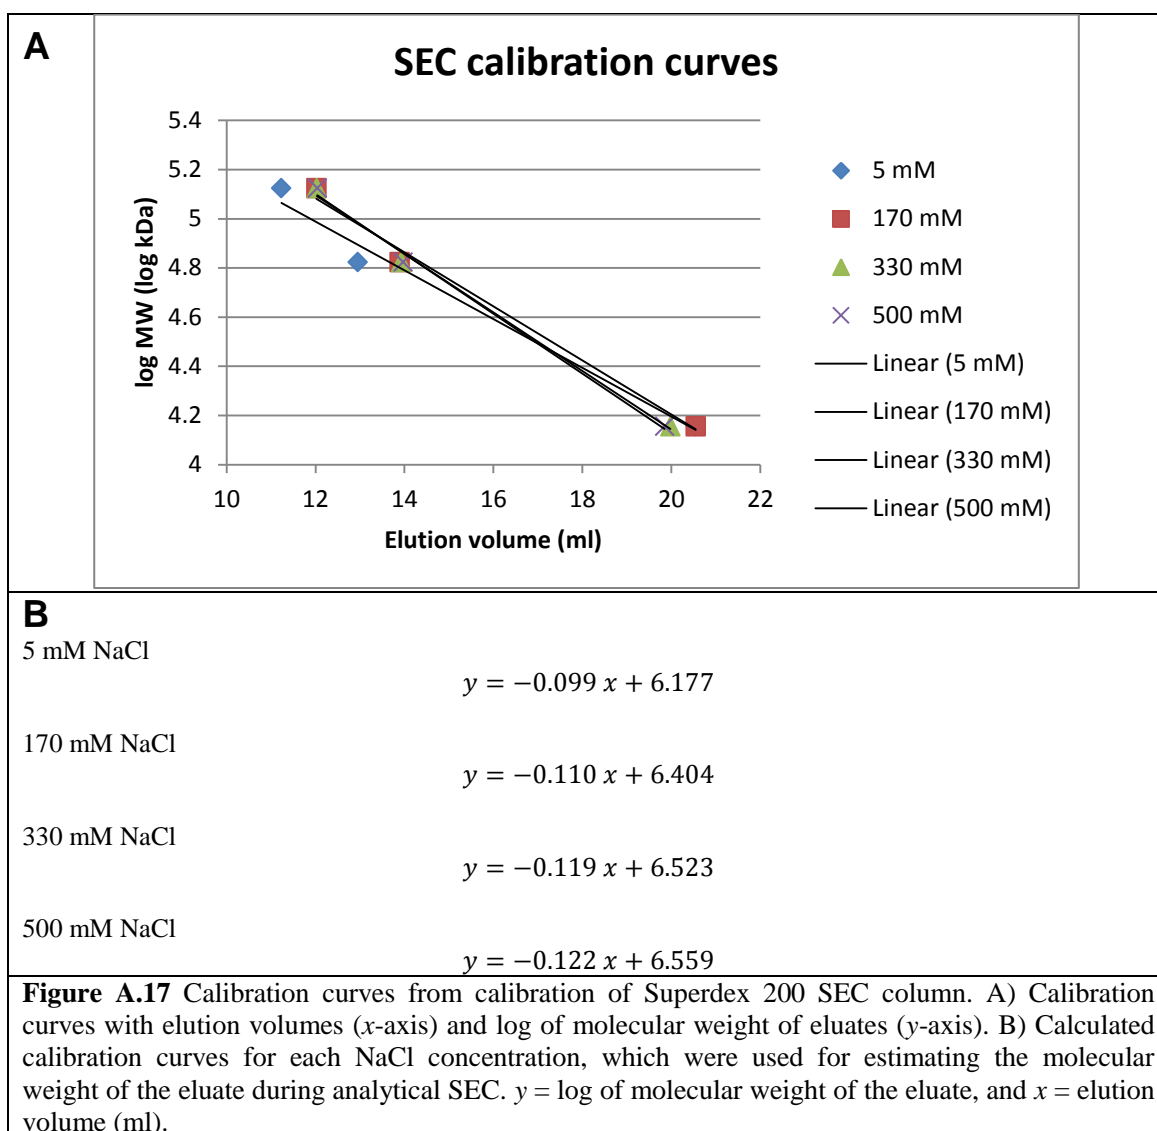 A
SEC calibration curves
log MW (log kDa)
5.4
5.2
5
4.8
4.6
4.4
4.2
4
10
12
14
16
18
20
22
Elution volume (ml)
5 mM
170 mM
330 mM
500 mM
Linear (5 mM)
Linear (170 mM)
Linear (330 mM)
Linear (500 mM)
B
5 mM NaCl
y = −0.099 x + 6.177
170 mM NaCl
y = −0.110 x + 6.404
330 mM NaCl
y = −0.119 x + 6.523
500 mM NaCl
y = −0.122 x + 6.559
Figure A.17 Calibration curves from calibration of Superdex 200 SEC column. A) Calibration
curves with elution volumes (x-axis) and log of molecular weight of eluates (y-axis). B) Calculated
calibration curves for each NaCl concentration, which were used for estimating the molecular
weight of the eluate during analytical SEC. y = log of molecular weight of the eluate, and x = elution
volume (ml).